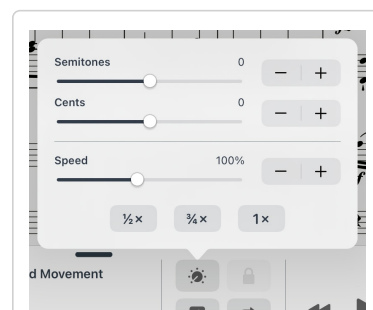 Semitones 0
Cents 0
Speed 100%
½× ¾× 1×
d Movement